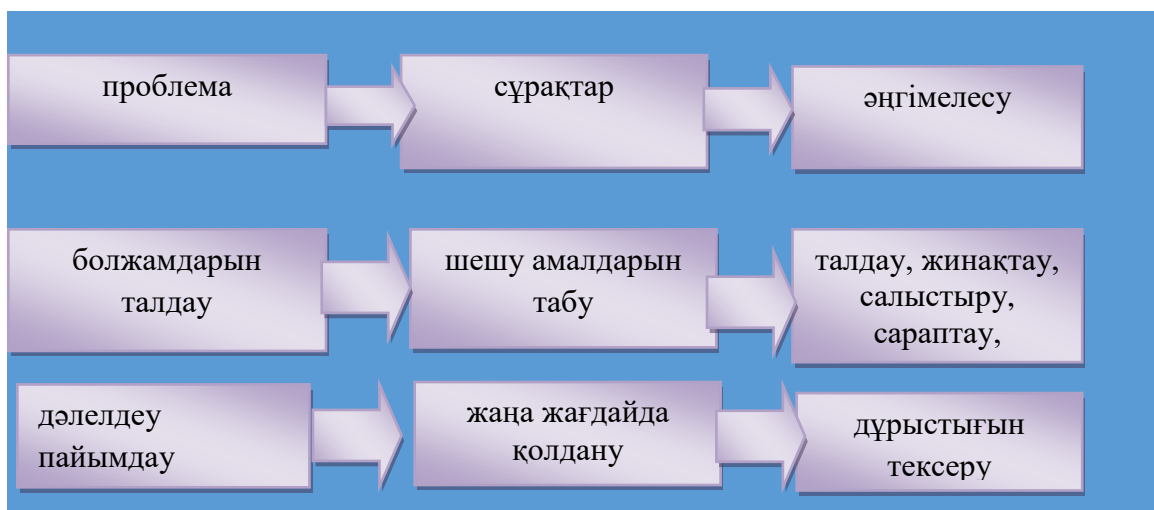 проблема
сұрақтар
әңгімелесу
болжамдарын
талдау
шешу амалдарын
табу
талдау, жинақтау,
салыстыру,
сараптау,
дәлелдеу
пайымдау
жаңа жағдайда
қолдану
дұрыстығын
тексеру